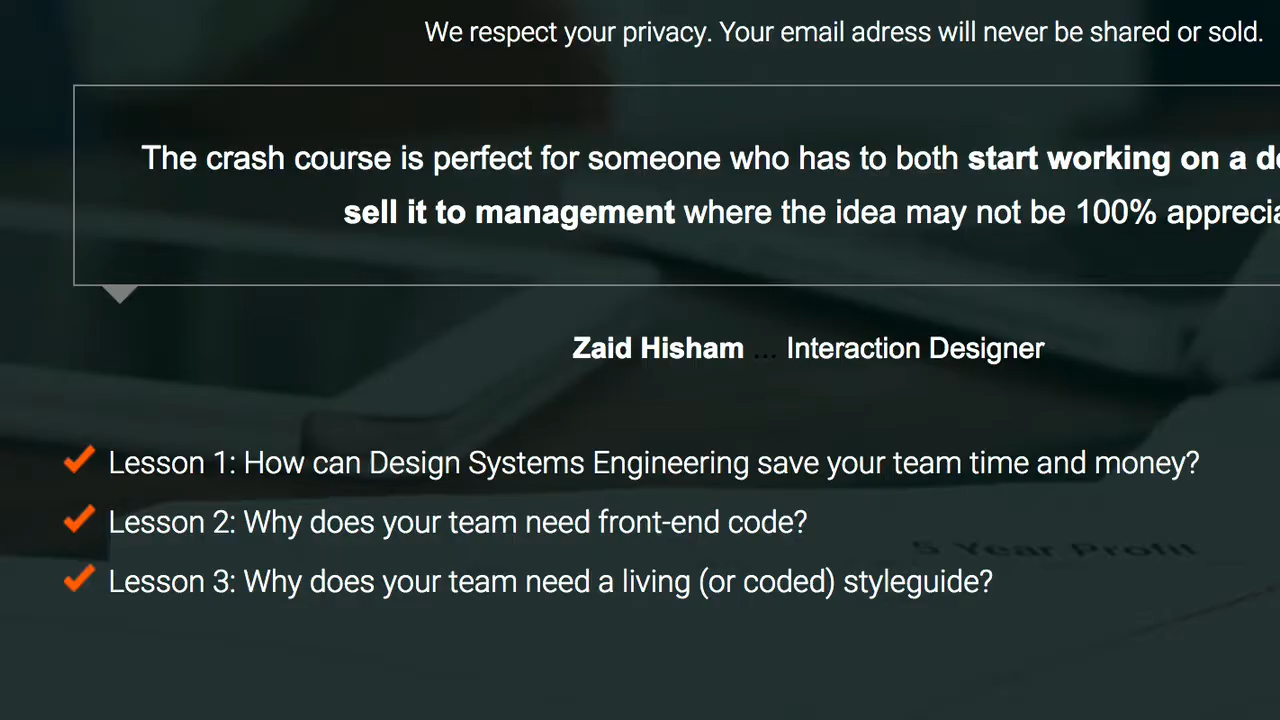 We respect your privacy. Your email adress will never be shared or sold.
The crash course is perfect for someone who has to both start working on a
sell it to management where the idea may not be 100%
Zaid Hisham ... Interaction Designer
Lesson 1: How can Design Systems Engineering save your team time and money?
Lesson 2: Why does your team need front-end code?
5 Year Profit
Lesson 3: Why does your team need a living (or coded) styleguide?